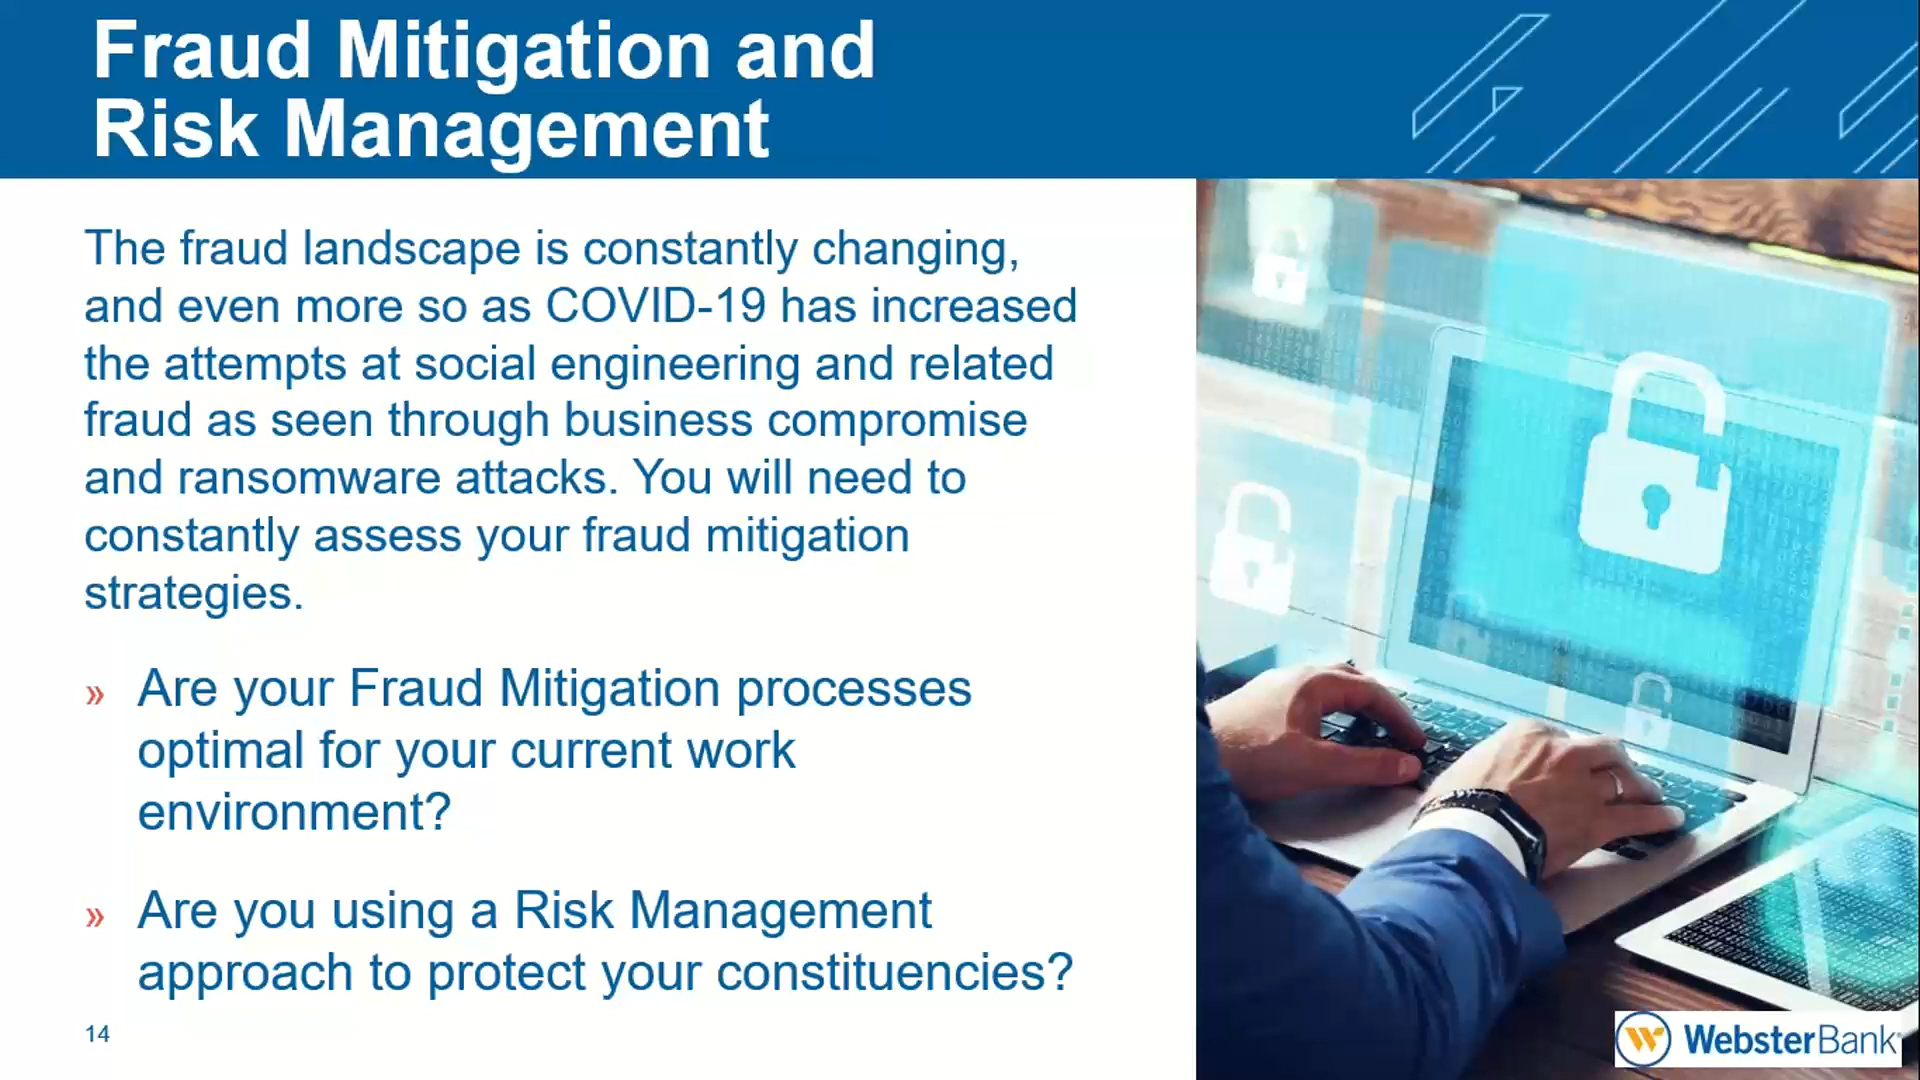 Fraud Mitigation and
Risk Management
The fraud landscape is constantly changing,
and even more so as COVID-19 has increased
the attempts at social engineering and related
fraud as seen through business compromise
and ransomware attacks. You will need to
constantly assess your fraud mitigation
strategies.
» Are your Fraud Mitigation processes
optimal for your current work
environment?
» Are you using a Risk Management
approach to protect your constituencies?
14
WebsterBank